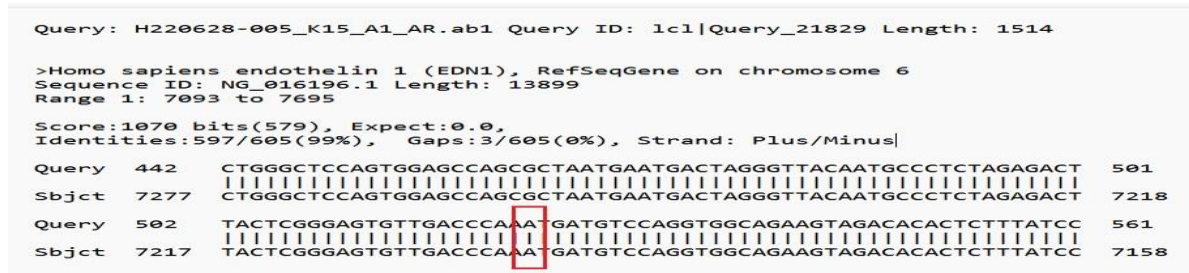 Query: H220628-005_K15_A1_AR.ab1 Query ID: lcl|Query_21829 Length: 1514
>Homo sapiens endothelin 1 (EDN1), RefSeqGene on chromosome 6
Sequence ID: NG_016196.1 Length: 13899
Range 1: 7093 to 7695
Score:1070 bits(579), Expect:0.0,
Identities:597/605(99%), Gaps:3/605(0%), Strand: Plus/Minus
Query 442 CTGGGCTCCAGTGGAGCCAGCGCTAATGAATGACTAGGGTTACAATGCCCTCTAGAGACT 501
||||||||||||||||||||||||||||||||||||||||||||||||||||||||||||
Sbjct 7277 CTGGGCTCCAGTGGAGCCAGCGCTAATGAATGACTAGGGTTACAATGCCCTCTAGAGACT 7218
Query 502 TACTCGGGAGTGTTGACCCAAATGATGTCCAGGTGGCAGAAGTAGACACACTCTTTATCC 561
||||||||||||||||||||||||||||||||||||||||||||||||||||||||||||
Sbjct 7217 TACTCGGGAGTGTTGACCCAAATGATGTCCAGGTGGCAGAAGTAGACACACTCTTTATCC 7158